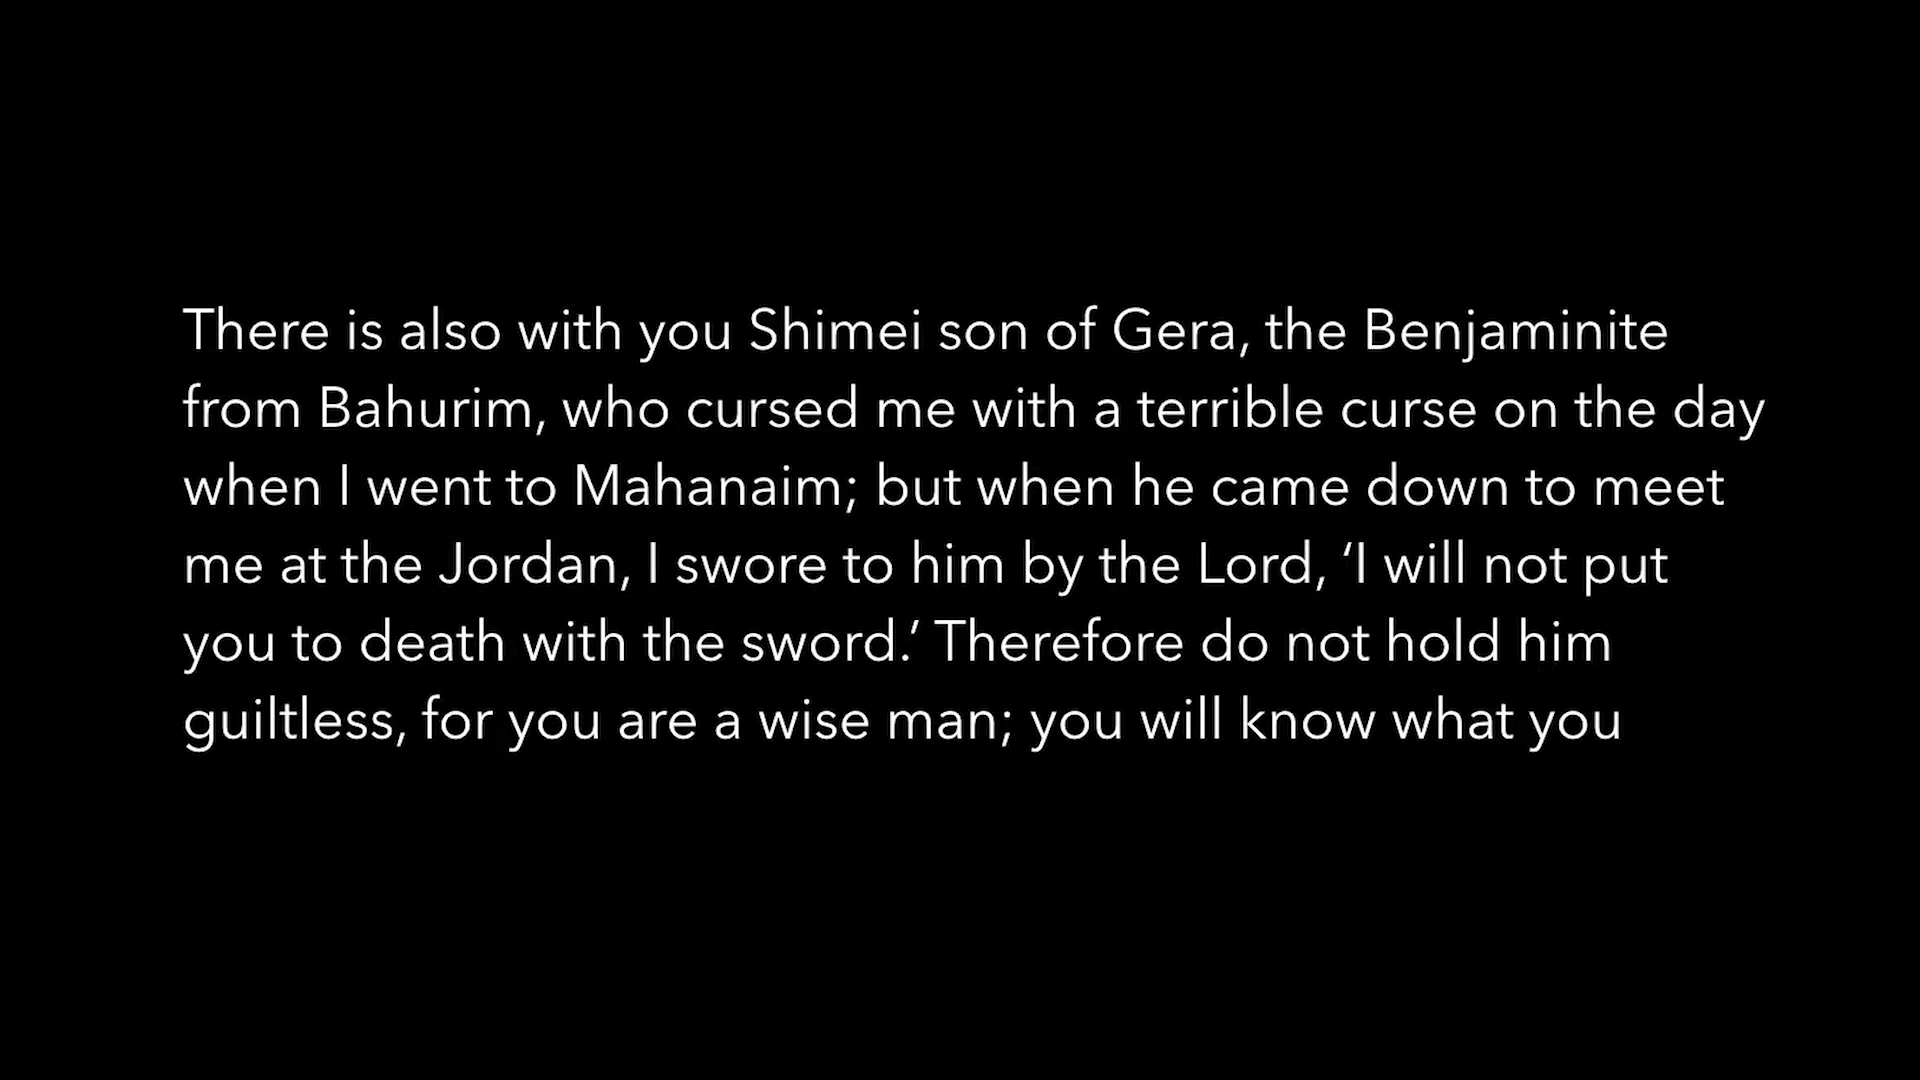 There is also with you Shimei son of Gera, the Benjaminite
from Bahurim, who cursed me with a terrible curse on the day
when I went to Mahanaim; but when he came down to meet
me at the Jordan, I swore to him by the Lord, ‘I will not put
you to death with the sword.’ Therefore do not hold him
guiltless, for you are a wise man; you will know what you